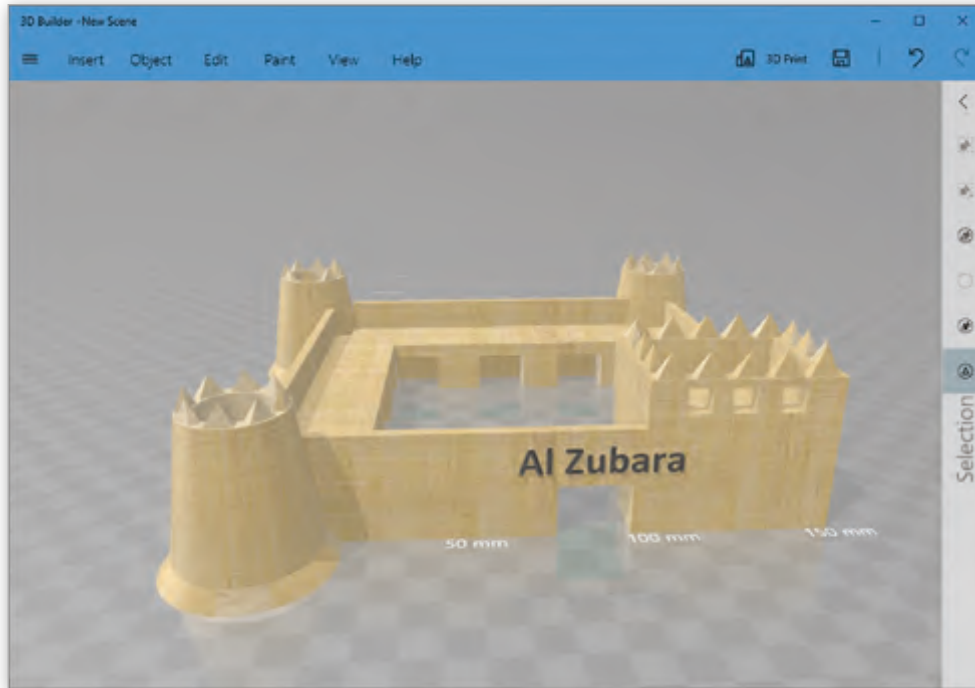 3D Builder - New Scene
Insert Object Edit Paint View Help 3D Print
Al Zubara
50 mm 100 mm 150 mm
Selection